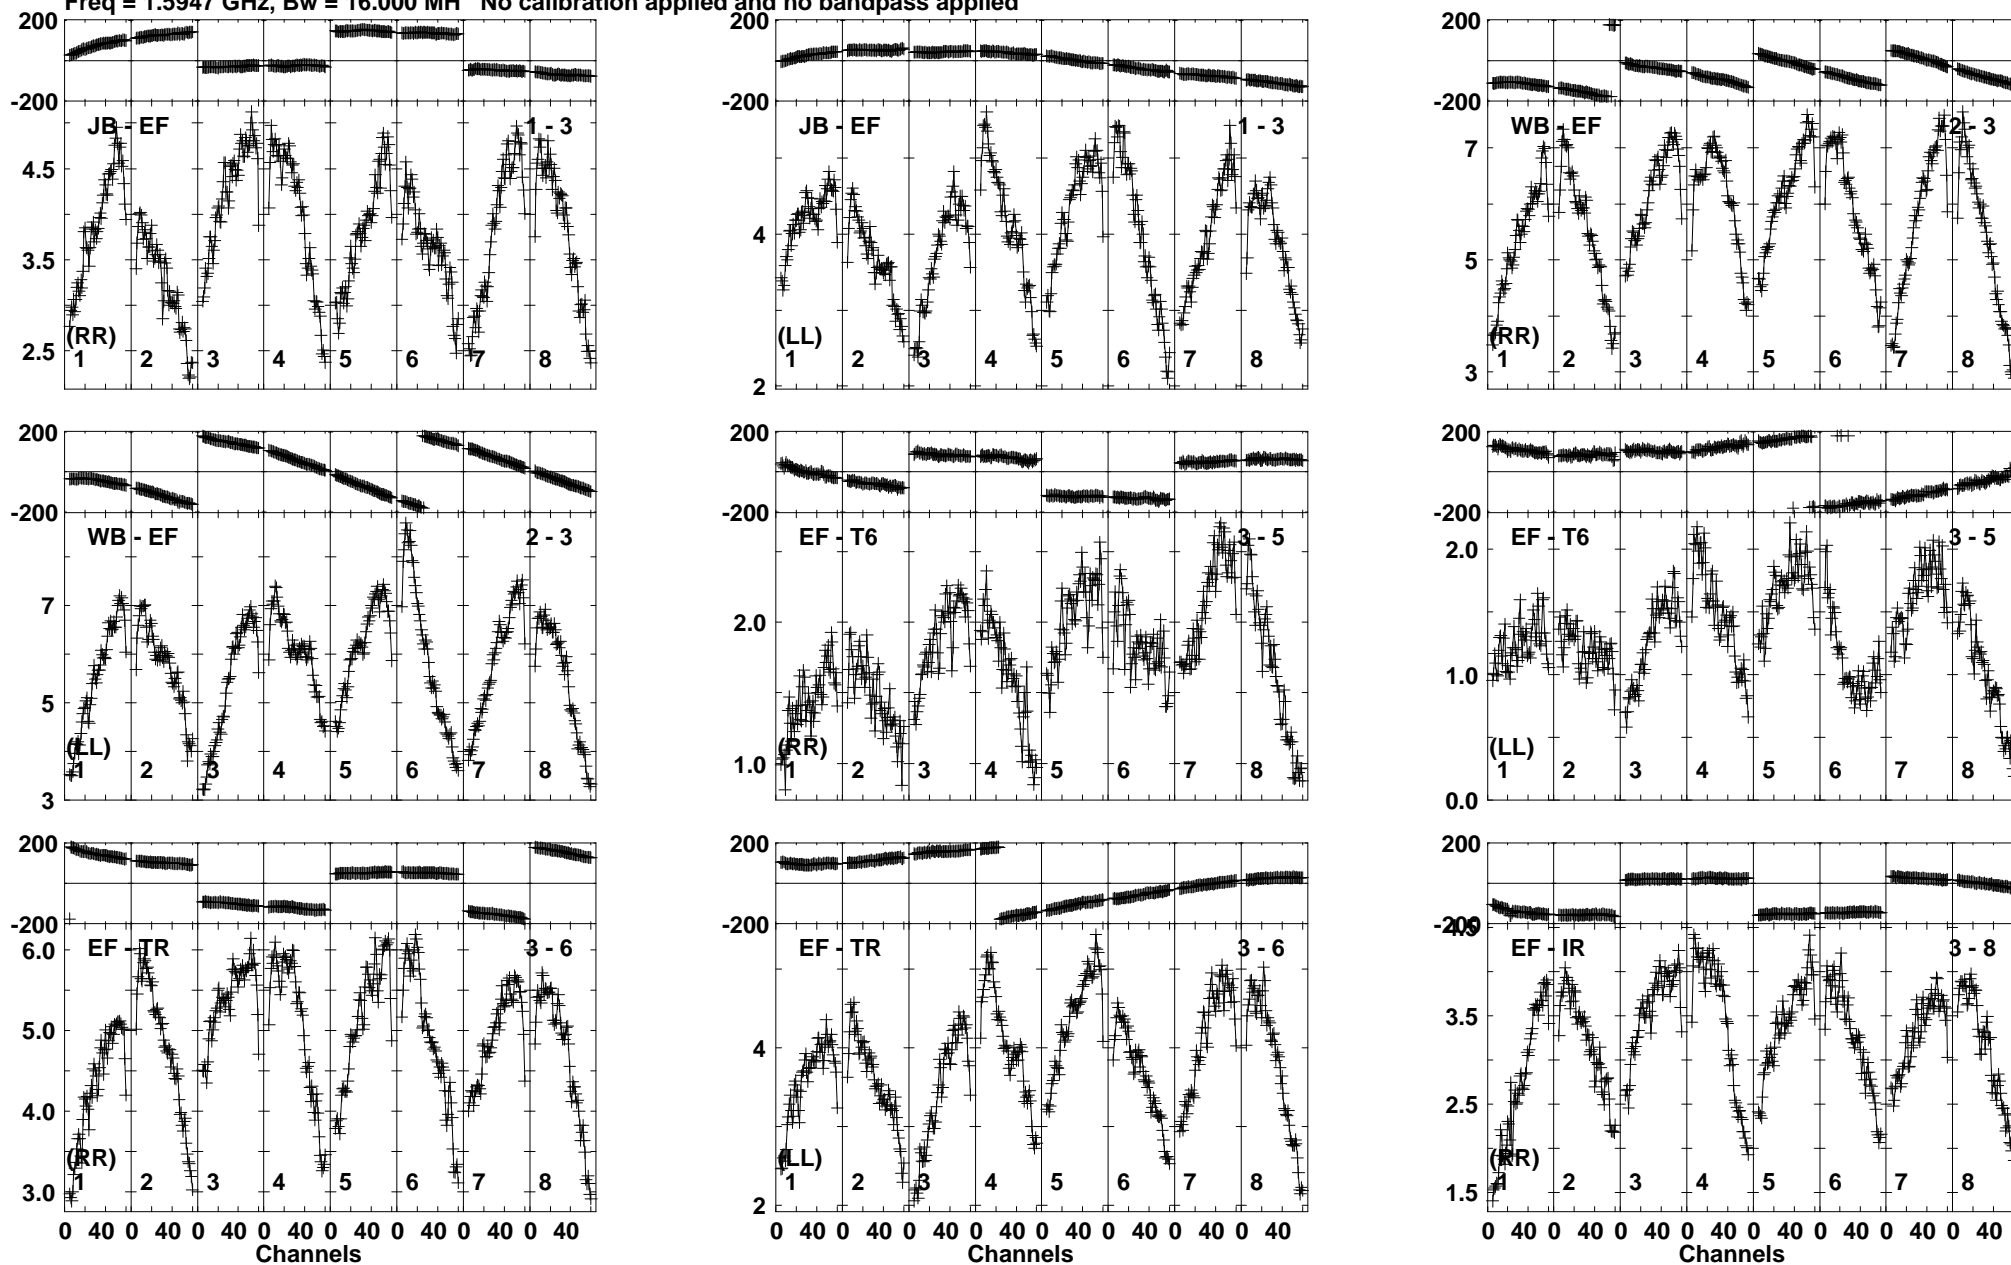 Freq = 1.5947 GHz, Bw = 16.000 MH No calibration applied and no bandpass applied
200 200 200
-200 -200 -200
JB - EF 1 - 3 JB - EF 1 - 3 WB - EF 2 - 3
4.5 7
4
3.5 5
(RR) (LL) (RR)
2.5 1 2 3 4 5 6 7 8 1 2 3 4 5 6 7 8 1 2 3 4 5 6 7 8
2 3
200 200 200
-200 -200 -200
WB - EF 2 - 3 EF - T6 3 - 5 EF - T6 3 - 5
2.0
7 2.0
5 1.0
(LL) (RR) (LL)
1 2 3 4 5 6 7 8 1.0 1 2 3 4 5 6 7 8 1 2 3 4 5 6 7 8
3 0.0
200 200 200
-200 -200 -200
4.5
6.0 EF - TR 3 - 6 EF - TR 3 - 6 EF - IR 3 - 8
5.0 4 3.5
4.0 2.5
(RR) (LL) (RR)
3.0 1 2 3 4 5 6 7 8 1 2 3 4 5 6 7 8 1.5 1 2 3 4 5 6 7 8
2
0 40 0 40 0 40 0 40 0 40 0 40 0 40 0 40 0 40 0 40 0 40 0 40 0 40 0 40 0 40 0 40 0 40 0 40 0 40 0 40 0 40 0 40 0 40 0 40
Channels Channels Channels